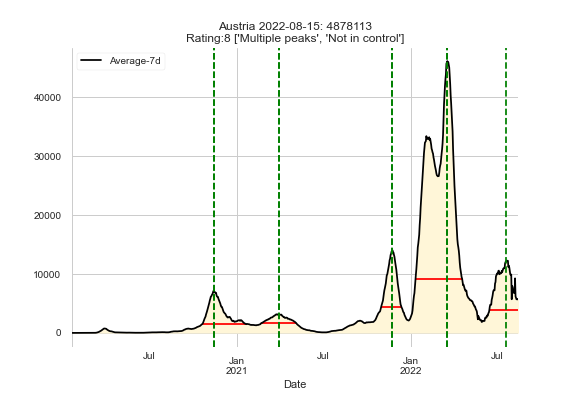 Austria 2022-08-15: 4878113
Rating:8 ['Multiple peaks', 'Not in control']
Average-7d
40000
30000
20000
10000
0
Jul
Jan
2021
Jul
Jan
2022
Jul
Date